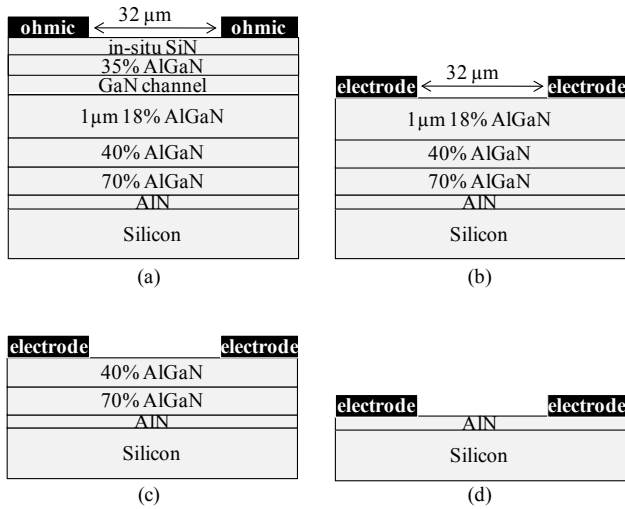 32 µm
ohmic ohmic
in-situ SiN
35% AlGaN
GaN channel
1µm 18% AlGaN
40% AlGaN
70% AlGaN
AlN
Silicon
(a)
32 µm
electrode electrode
1µm 18% AlGaN
40% AlGaN
70% AlGaN
AlN
Silicon
(b)
electrode electrode
40% AlGaN
70% AlGaN
AlN
Silicon
(c)
electrode electrode
AlN
Silicon
(d)